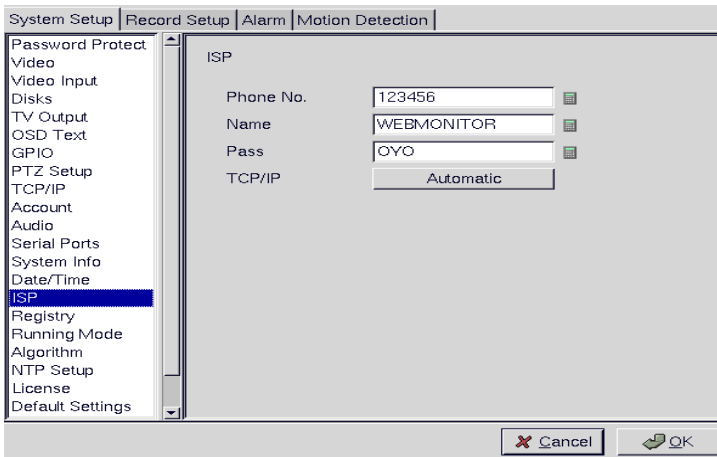 System Setup Record Setup Alarm Motion Detection
Password Protect
Video
Video Input
Disks
TV Output
OSD Text
GPIO
PTZ Setup
TCP/IP
Account
Audio
Serial Ports
System Info
Date/Time
ISP
Registry
Running Mode
Algorithm
NTP Setup
License
Default Settings
ISP
Phone No. 123456
Name WEBMONITOR
Pass OYO
TCP/IP Automatic
Cancel OK